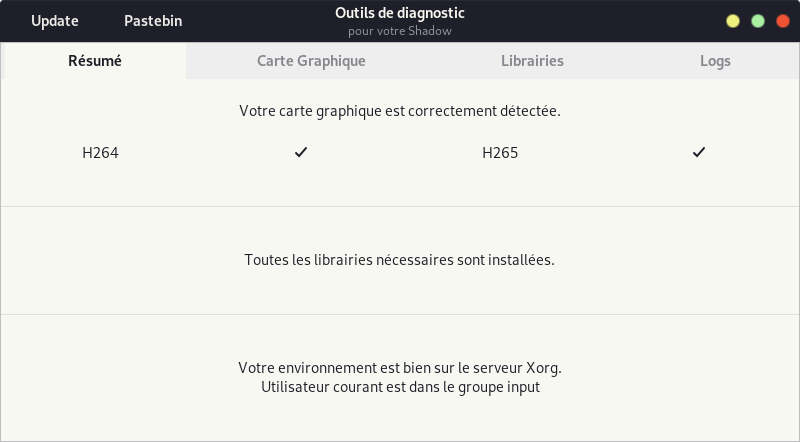 Update Pastebin Outils de diagnostic
pour votre Shadow
Résumé Carte Graphique Librairies Logs
Votre carte graphique est correctement détectée.
H264 ✓ H265 ✓
Toutes les librairies nécessaires sont installées.
Votre environnement est bien sur le serveur Xorg.
Utilisateur courant est dans le groupe input